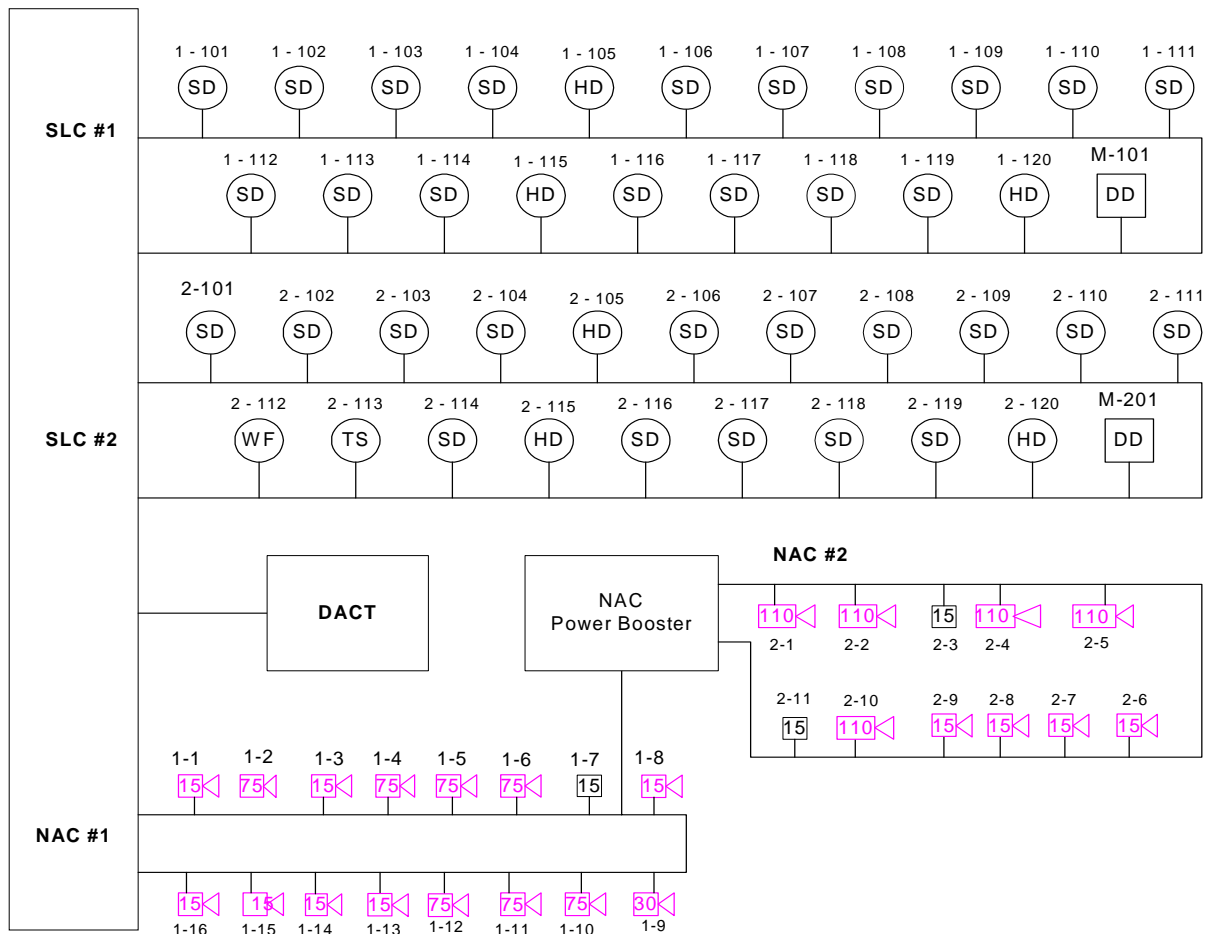 1 - 101 1 - 102 1 - 103 1 - 104 1 - 105 1 - 106 1 - 107 1 - 108 1 - 109 1 - 110 1 - 111
SD SD SD SD HD SD SD SD SD SD SD
SLC #1
1 - 112 1 - 113 1 - 114 1 - 115 1 - 116 1 - 117 1 - 118 1 - 119 1 - 120 M-101
SD SD SD HD SD SD SD SD HD DD
2-101 2 - 102 2 - 103 2 - 104 2 - 105 2 - 106 2 - 107 2 - 108 2 - 109 2 - 110 2 - 111
SD SD SD SD HD SD SD SD SD SD SD
2 - 112 2 - 113 2 - 114 2 - 115 2 - 116 2 - 117 2 - 118 2 - 119 2 - 120 M-201
SLC #2
WF TS SD HD SD SD SD SD HD DD
DACT
NAC
Power Booster
NAC #2
110 110 15 110 110
2-1 2-2 2-3 2-4 2-5
2-11 2-10 2-9 2-8 2-7 2-6
15 110 15 15 15 15
1-1 1-2 1-3 1-4 1-5 1-6 1-7 1-8
15 75 15 75 75 75 15 15
NAC #1
15 15 15 15 75 75 75 30
1-16 1-15 1-14 1-13 1-12 1-11 1-10 1-9